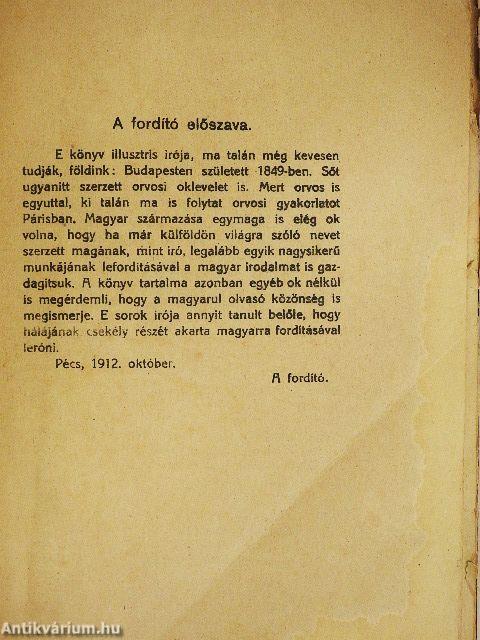 A fordító előszava.
E könyv illusztris irója, ma talán még kevesen
tudják, földink: Budapesten született 1849-ben. Sőt
ugyanitt szerzett orvosi oklevelet is. Mert orvos is
egyuttal, ki talán ma is folytat orvosi gyakorlatot
Párisban. Magyar származása egymaga is elég ok
volna, hogy ha már külföldön világra szóló nevet
szerzett magának, mint iró, legalább egyik nagysikerű
munkájának lefordításával a magyar irodalmat is gaz-
dagitsuk. A könyv tartalma azonban egyéb ok nélkül
is megérdemli, hogy a magyarul olvasó közönség is
megismerje. E sorok irója annyit tanult belőle, hogy
hálájának csekély részét akarta magyarra fordításával
leróni.
Pécs, 1912. október.
A fordító.
Antikvárium.hu